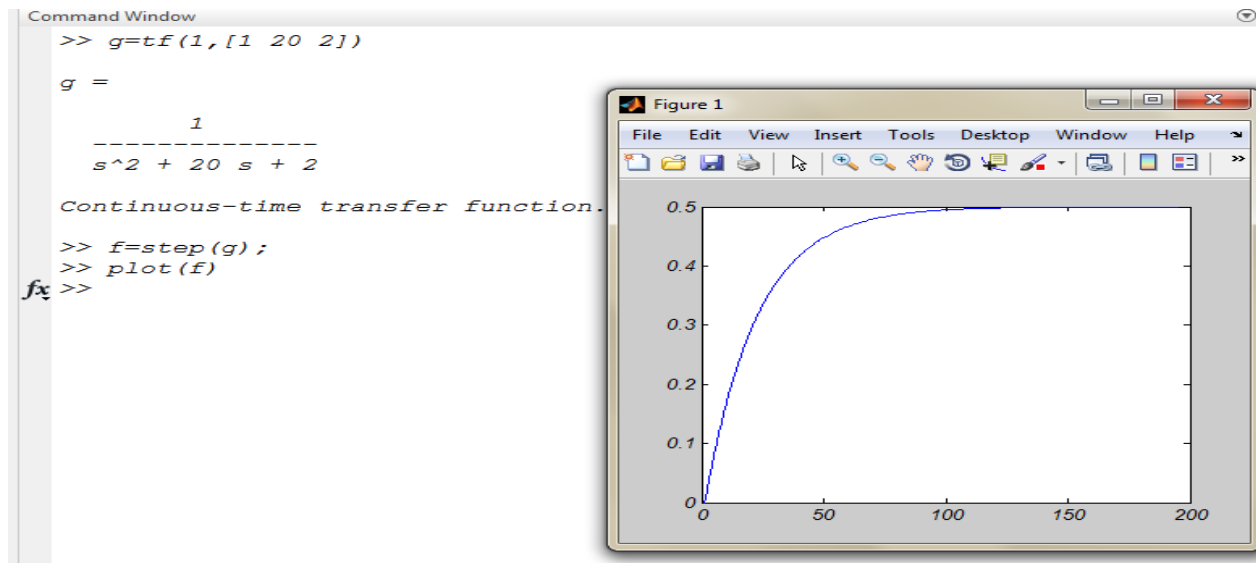 Command Window
>> g=tf(1,[1 20 2])
g =
1
--------------
s^2 + 20 s + 2
Continuous-time transfer function.
>> f=step(g);
>> plot(f)
fx >>
Figure 1
File Edit View Insert Tools Desktop Window Help
0.5
0.4
0.3
0.2
0.1
0
0 50 100 150 200